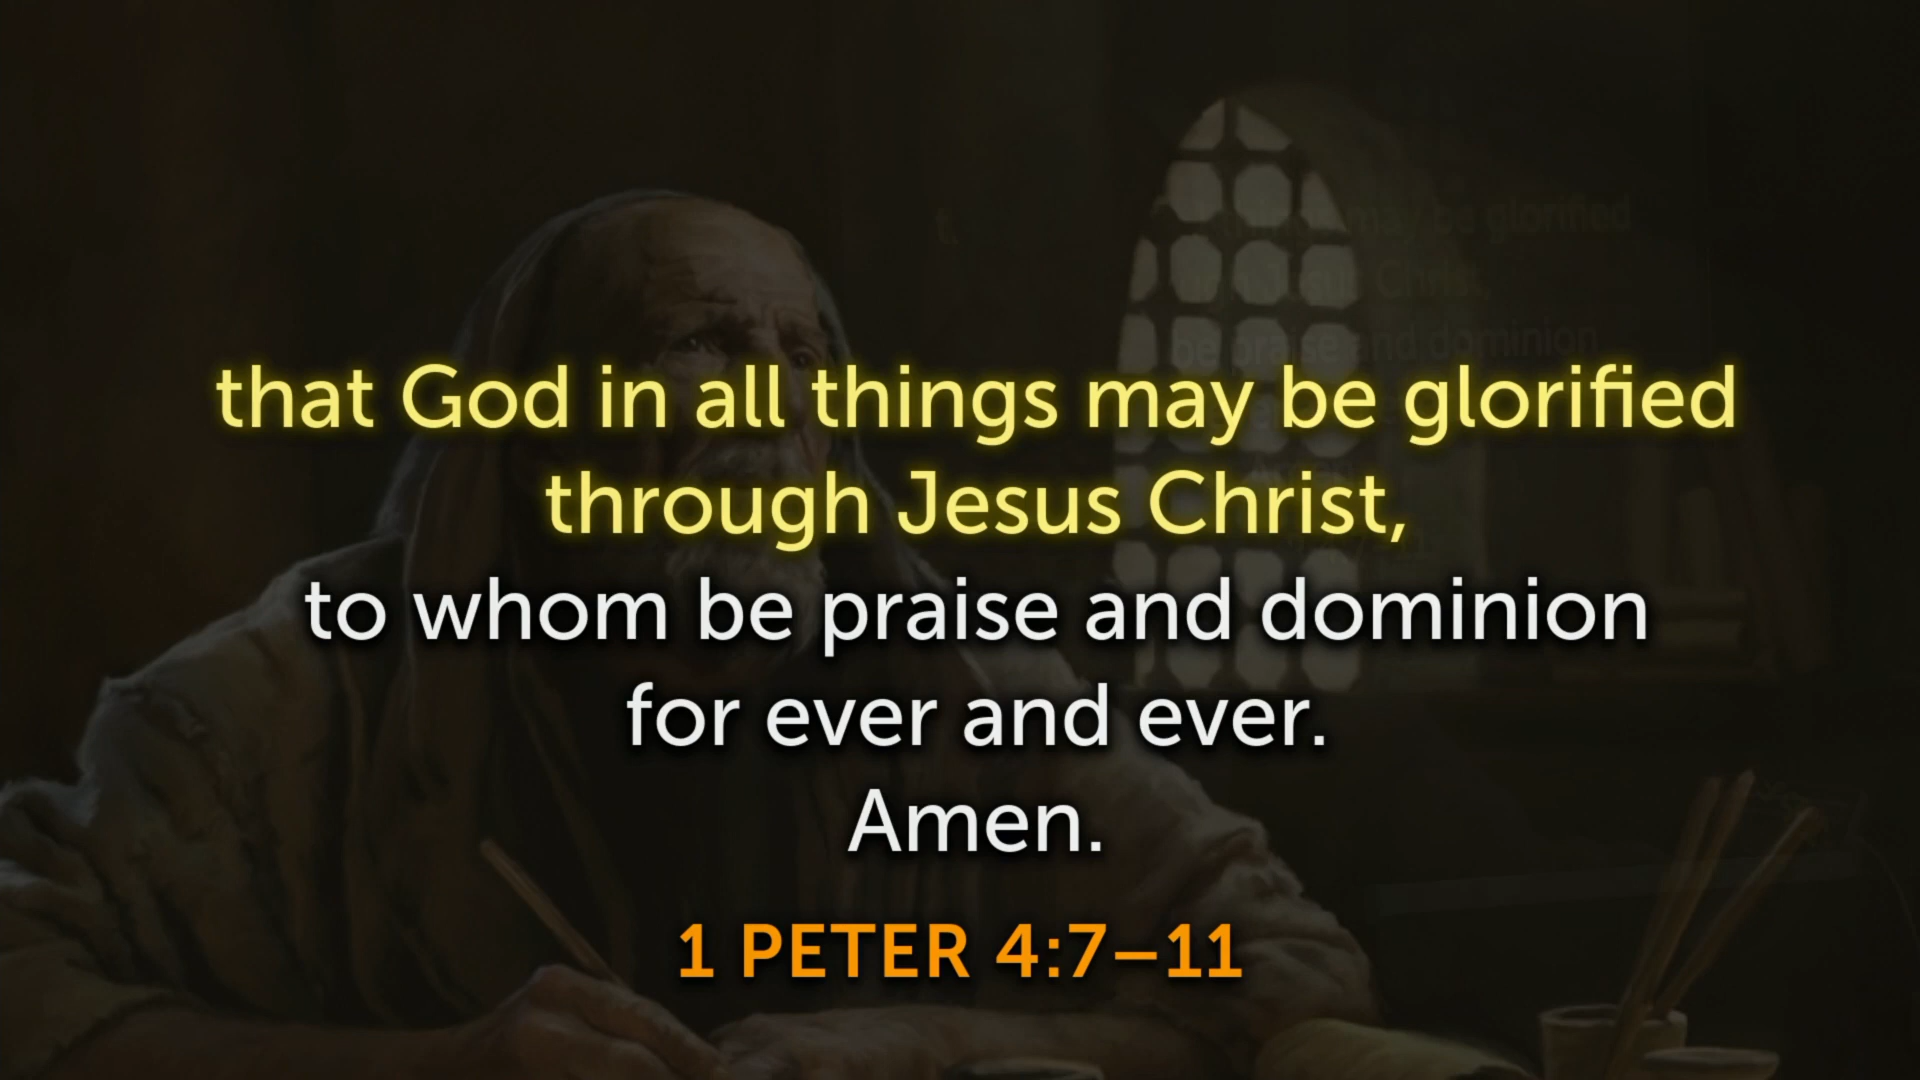 that God in all things may be glorified
through Jesus Christ,
to whom be praise and dominion
for ever and ever.
Amen.
1 PETER 4:7–11